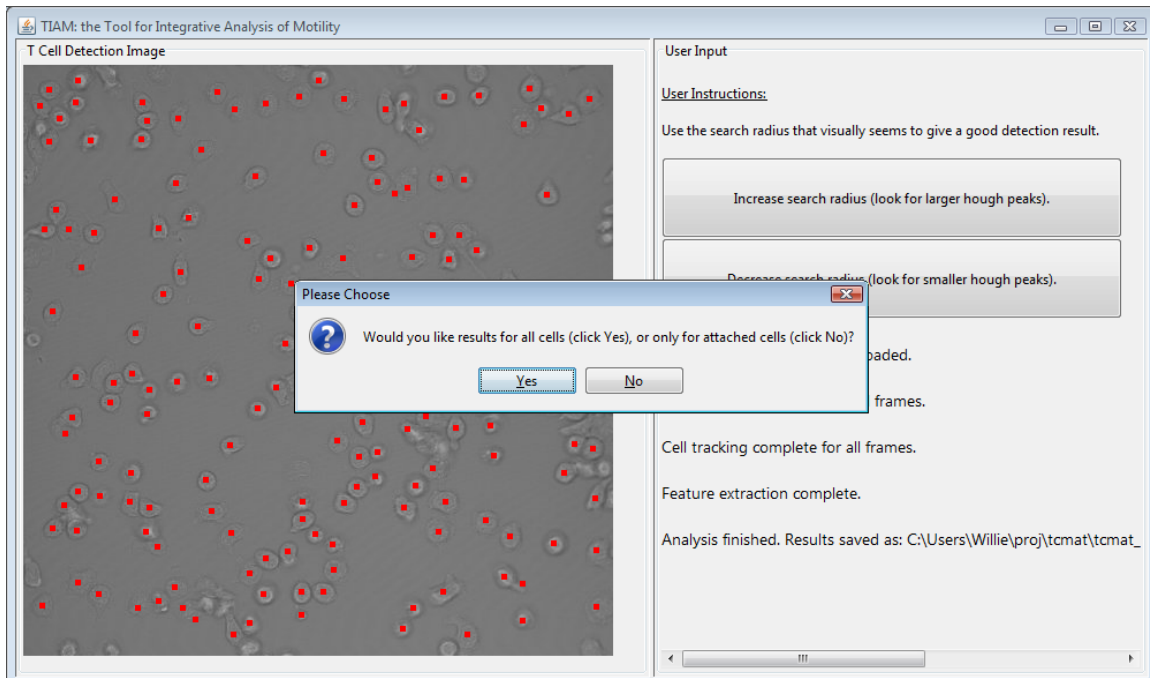 TIAM: the Tool for Integrative Analysis of Motility
T Cell Detection Image
User Input
User Instructions:
Use the search radius that visually seems to give a good detection result.
Increase search radius (look for larger hough peaks).
Decrease search radius (look for smaller hough peaks).
Please Choose
Would you like results for all cells (click Yes), or only for attached cells (click No)?
Yes
No
frames.
Cell tracking complete for all frames.
Feature extraction complete.
Analysis finished. Results saved as: C:\Users\Willie\proj\tcmat\tcmat_